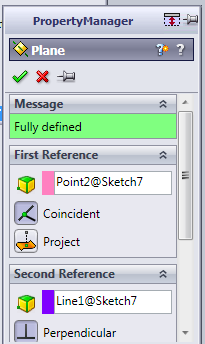 PropertyManager
Plane
Message
Fully defined
First Reference
Point2@Sketch7
Coincident
Project
Second Reference
Line1@Sketch7
Perpendicular